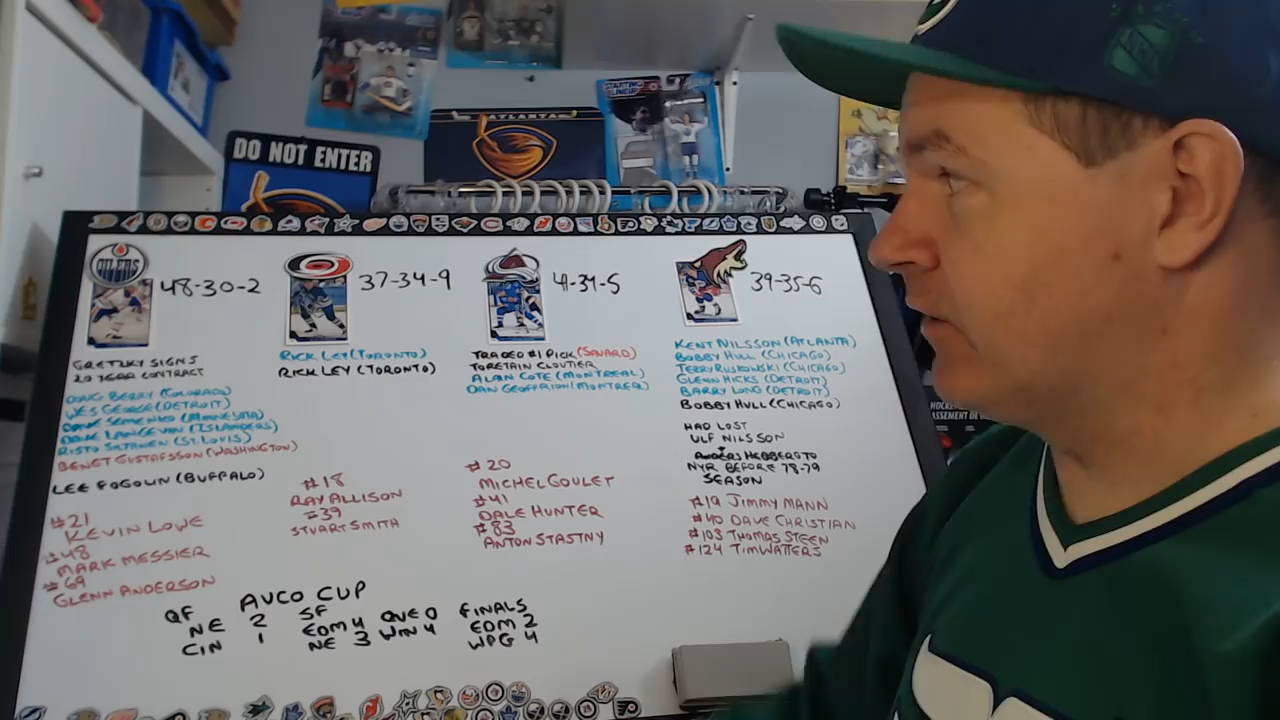 ATLANTA
DO NOT ENTER
OILERS
48-30-2
GRETZKY SIGNS
20 YEAR CONTRACT
DOUG BERRY (COLORADO)
WES GEORGE (DETROIT)
DAVE SEMENKO (MINNESOTA)
DAVE LANGEVIN (ISLANDERS)
RISTO SILTANEN (ST. LOUIS)
BENGT GUSTAFSSON (WASHINGTON)
LEE FOGOLIN (BUFFALO)
#21
KEVIN LOWE
#48
MARK MESSIER
#69
GLENN ANDERSON
37-34-9
RICK LEY (TORONTO)
RICK LEY (TORONTO)
#18
RAY ALLISON
#39
STUART SMITH
41-34-5
TRADED #1 PICK (SAVARD)
TO RETAIN CLOUTIER
ALAIN COTE (MONTREAL)
DAN GEOFFRION (MONTREAL)
#20
MICHEL GOULET
#41
DALE HUNTER
#83
ANTON STASTNY
39-35-6
KENT NILSSON (ATLANTA)
BOBBY HULL (CHICAGO)
TERRY RUSKOWSKI (CHICAGO)
GLENN HICKS (DETROIT)
BARRY LONG (DETROIT)
BOBBY HULL (CHICAGO)
HAD LOST
ULF NILSSON
+
ANDERS HEDBERG TO
NYR BEFORE 78-79
SEASON
#19 JIMMY MANN
#40 DAVE CHRISTIAN
#103 THOMAS STEEN
#124 TIM WATTERS
AVCO CUP
QF
NE 2
CIN 1
SF
EDM 4 QUE 0
NE 3 WIN 4
FINALS
EDM 2
WPG 4